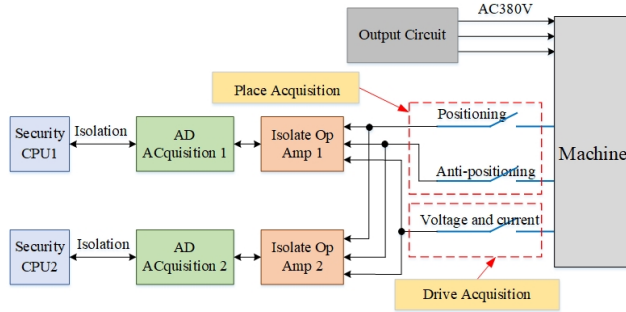 AC380V
Output Circuit
Place Acquisition
Positioning
Security
CPU1
Isolation
AD
ACquisition 1
Isolate Op
Amp 1
Machine
Anti-positioning
Voltage and current
Security
CPU2
Isolation
AD
ACquisition 2
Isolate Op
Amp 2
Drive Acquisition